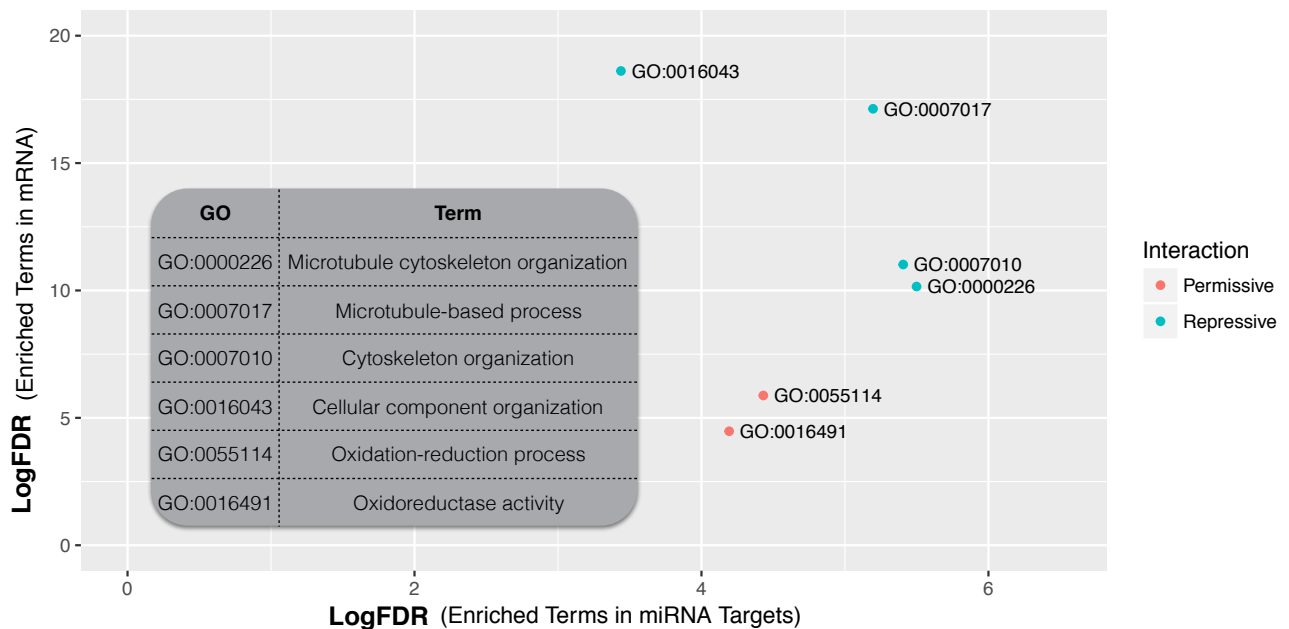 LogFDR (Enriched Terms in mRNA)
20
15
10
5
0
GO:0016043
GO:0007017
GO:0007010
GO:0000226
GO:0055114
GO:0016491
GO Term
GO:0000226 Microtubule cytoskeleton organization
GO:0007017 Microtubule-based process
GO:0007010 Cytoskeleton organization
GO:0016043 Cellular component organization
GO:0055114 Oxidation-reduction process
GO:0016491 Oxidoreductase activity
0 2 4 6
LogFDR (Enriched Terms in miRNA Targets)
Interaction
Permissive
Repressive